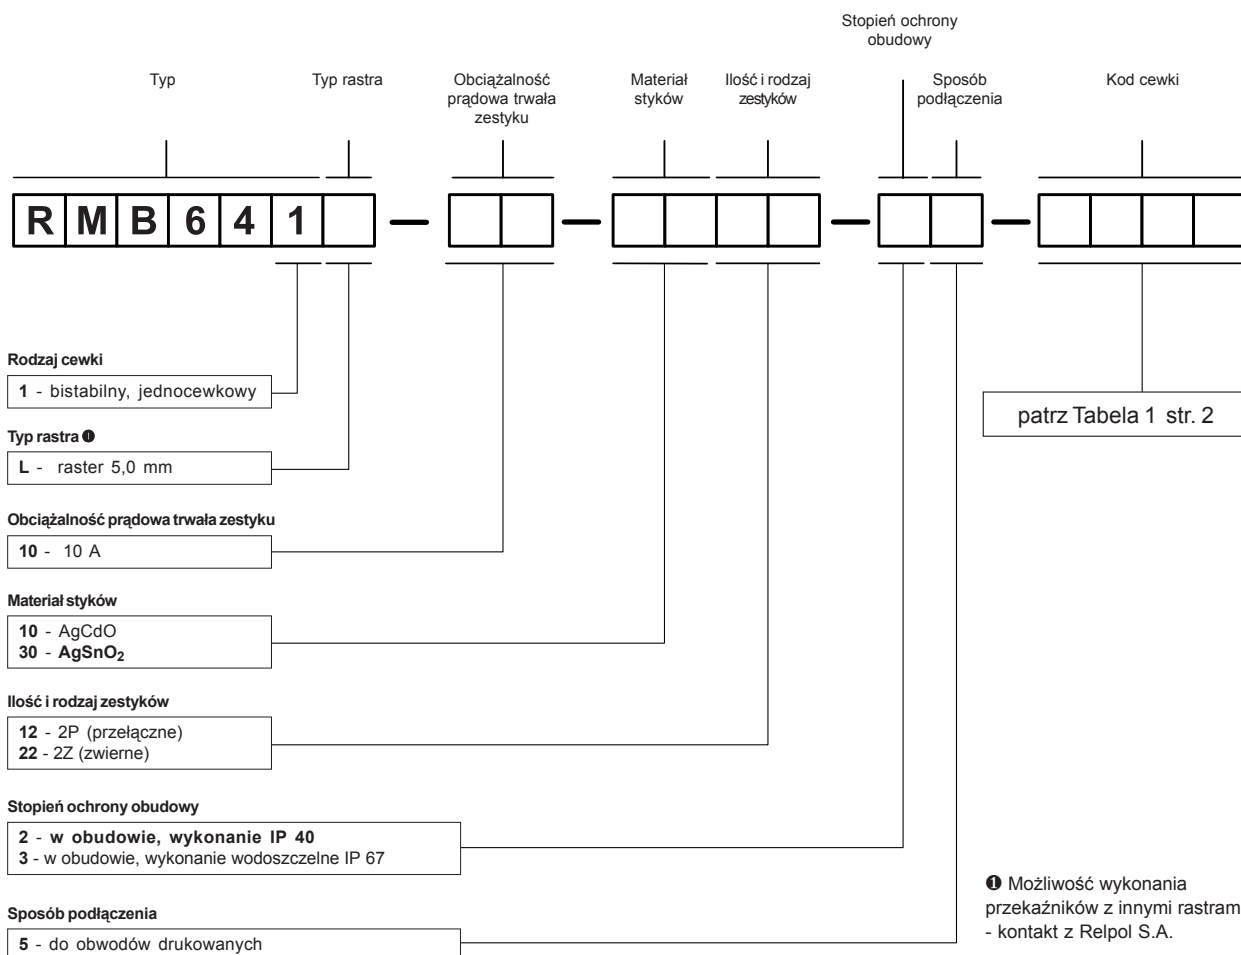 Stopień ochrony
obudowy
Typ
Typ rastra
Obciążalność
prądowa trwała
zestyku
Materiał
styków
Ilość i rodzaj
zestyków
Sposób
podłączenia
Kod cewki
R M B 6 4 1 — — — —
Rodzaj cewki
1 - bistabilny, jednocewkowy
Typ rastra ❶
L - raster 5,0 mm
Obciążalność prądowa trwała zestyku
10 - 10 A
Materiał styków
10 - AgCdO
30 - AgSnO₂
Ilość i rodzaj zestyków
12 - 2P (przełączne)
22 - 2Z (zwierne)
Stopień ochrony obudowy
2 - w obudowie, wykonanie IP 40
3 - w obudowie, wykonanie wodoszczelne IP 67
Sposób podłączenia
5 - do obwodów drukowanych
patrz Tabela 1 str. 2
❶ Możliwość wykonania
przekaźników z innymi rastram
- kontakt z Relpol S.A.